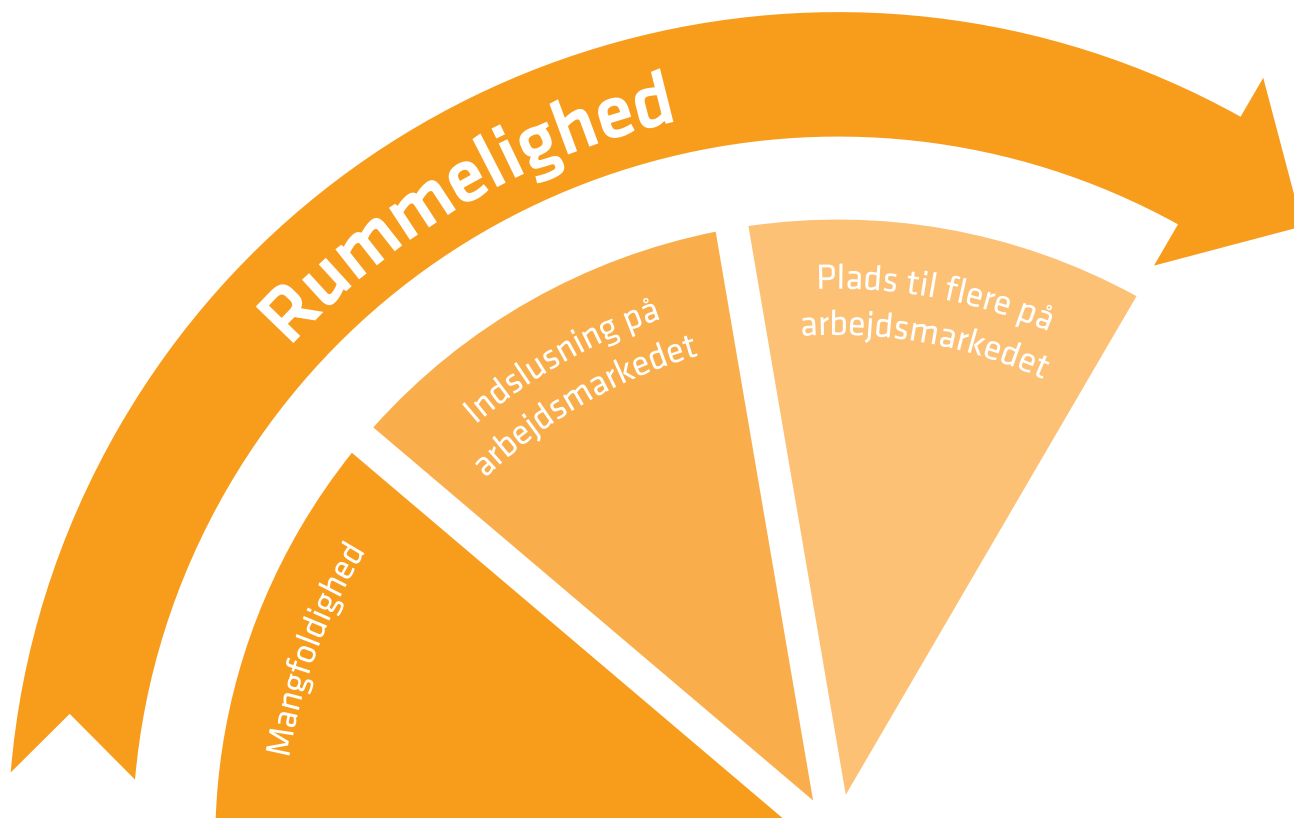 Rummelighed
Mangfoldighed
Indslusning på
arbejdsmarkedet
Plads til flere på
arbejdsmarkedet